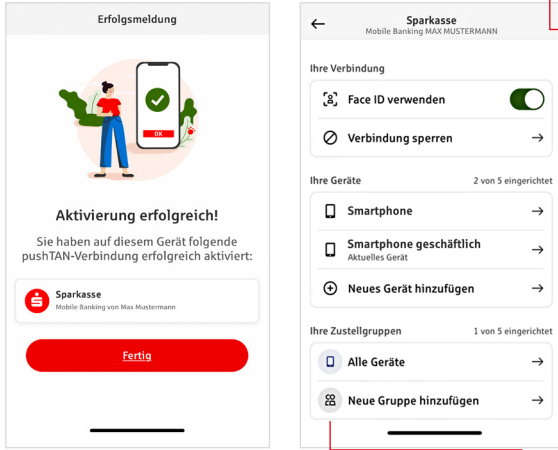 Erfolgsmeldung
OK
Aktivierung erfolgreich!
Sie haben auf diesem Gerät folgende
pushTAN-Verbindung erfolgreich aktiviert:
Sparkasse
Mobile Banking von Max Mustermann
Fertig
Sparkasse
Mobile Banking MAX MUSTERMANN
Ihre Verbindung
Face ID verwenden
Verbindung sperren
Ihre Geräte 2 von 5 eingerichtet
Smartphone
Smartphone geschäftlich
Aktuelles Gerät
Neues Gerät hinzufügen
Ihre Zustellgruppen 1 von 5 eingerichtet
Alle Geräte
Neue Gruppe hinzufügen